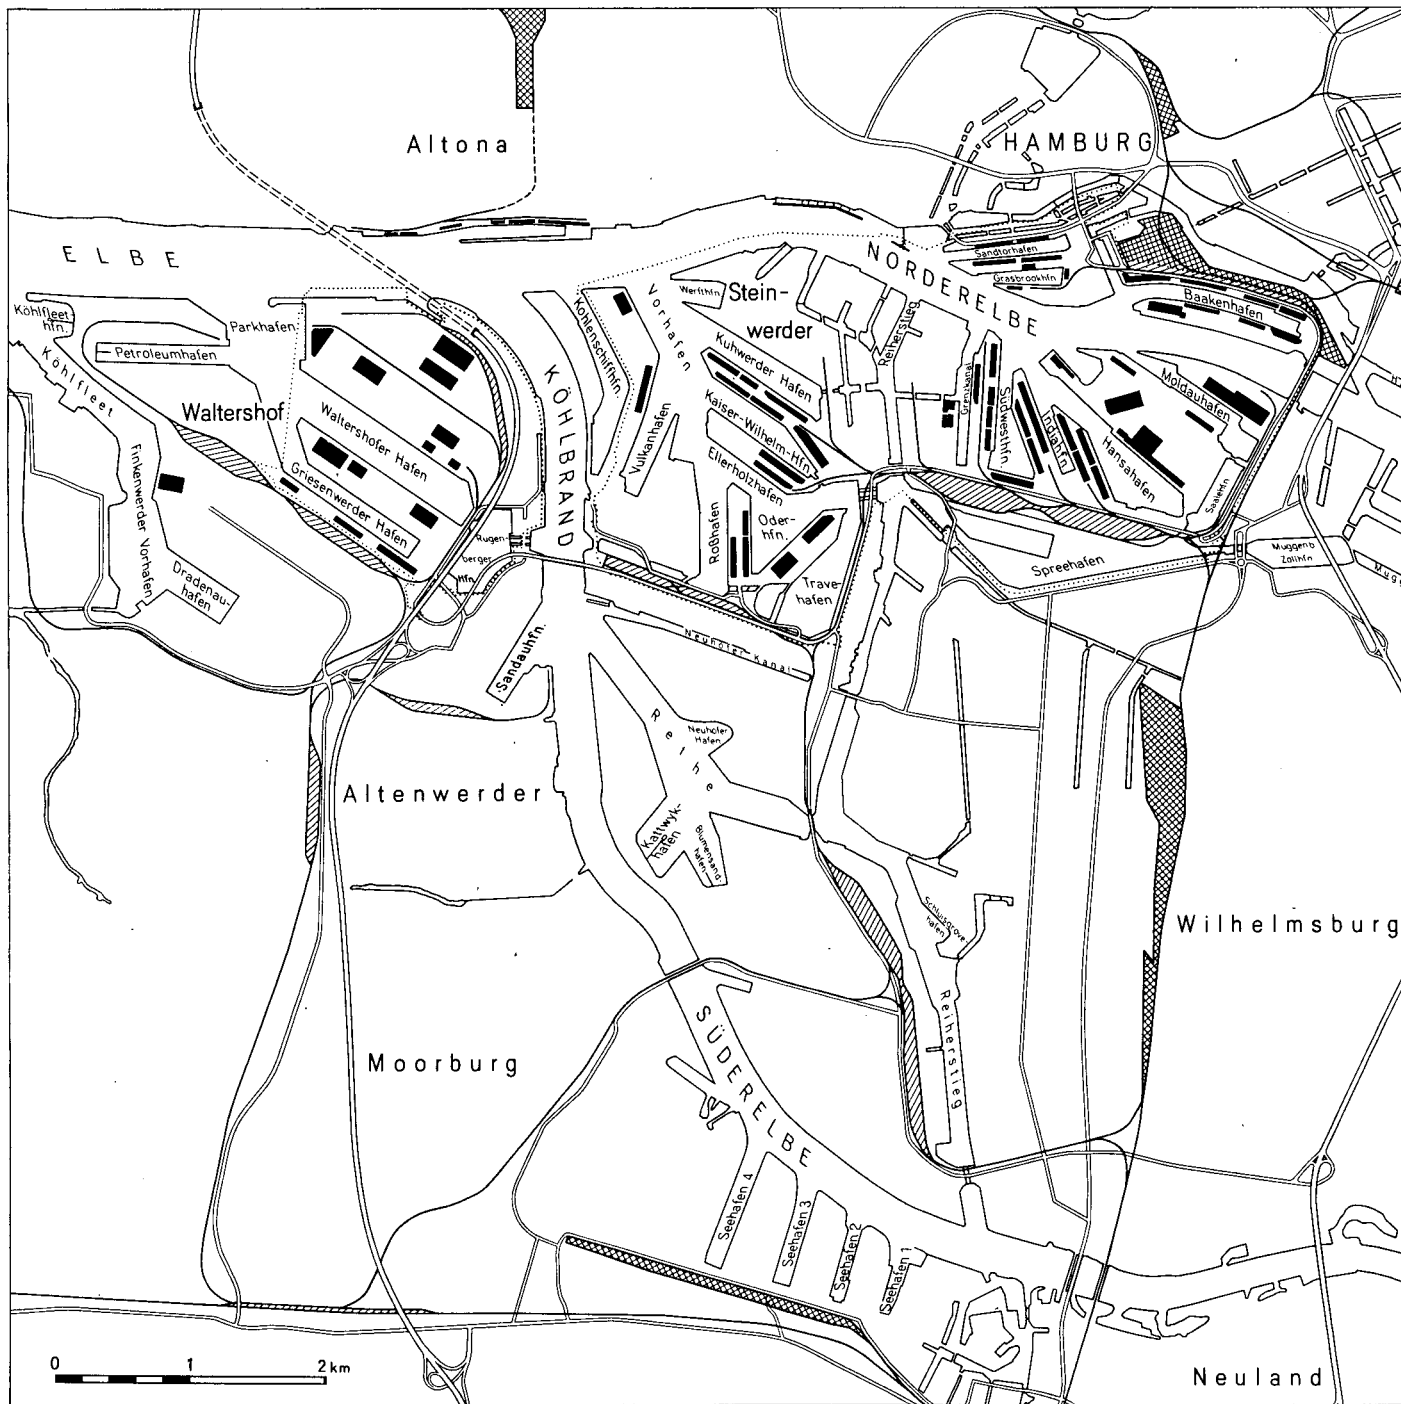 Altona
HAMBURG
ELBE
NORDERELBE
Sandtorhafen
Grasbrookhfn.
Baakenhafen
Köhlfleet
hfn.
Parkhafen
Petroleumhafen
Köhlfleet
Waltershof
Waltershofer Hafen
Griesenwerder Hafen
Finkenwerder Vorhafen
Dradenau-
hafen
Rugen-
berger
Hfn.
KÖHLBRAND
Kohlenschiffhfn.
Vorhafen
Werfthfn.
Stein-
werder
Reiherstieg
Kuhwerder Hafen
Kaiser-Wilhelm-Hfn.
Ellerholzhafen
Vulkanhafen
Roßhafen
Oder-
hfn.
Trave-
hafen
Grenzkanal
Südwesthfn.
Indiahfn.
Hansahafen
Moldauhafen
Saalehfn.
Spreehafen
Muggenb.
Zollhfn.
Sandauhfn.
Neuhöfer Kanal
Rethe
Neuhöfer
Hafen
Kattwyk-
hafen
Blumensand-
hafen
Altenwerder
Schluisgrove-
hafen
Wilhelmsburg
Reiherstieg
Moorburg
SÜDERELBE
Seehafen 4
Seehafen 3
Seehafen 2
Seehafen 1
Neuland
0 1 2 km